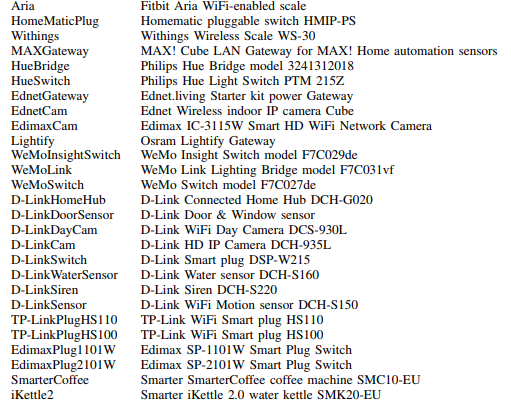 Aria Fitbit Aria WiFi-enabled scale
HomeMaticPlug Homematic pluggable switch HMIP-PS
Withings Withings Wireless Scale WS-30
MAXGateway MAX! Cube LAN Gateway for MAX! Home automation sensors
HueBridge Philips Hue Bridge model 3241312018
HueSwitch Philips Hue Light Switch PTM 215Z
EdnetGateway Ednet.living Starter kit power Gateway
EdnetCam Ednet Wireless indoor IP camera Cube
EdimaxCam Edimax IC-3115W Smart HD WiFi Network Camera
Lightify Osram Lightify Gateway
WeMoInsightSwitch WeMo Insight Switch model F7C029de
WeMoLink WeMo Link Lighting Bridge model F7C031vf
WeMoSwitch WeMo Switch model F7C027de
D-LinkHomeHub D-Link Connected Home Hub DCH-G020
D-LinkDoorSensor D-Link Door & Window sensor
D-LinkDayCam D-Link WiFi Day Camera DCS-930L
D-LinkCam D-Link HD IP Camera DCH-935L
D-LinkSwitch D-Link Smart plug DSP-W215
D-LinkWaterSensor D-Link Water sensor DCH-S160
D-LinkSiren D-Link Siren DCH-S220
D-LinkSensor D-Link WiFi Motion sensor DCH-S150
TP-LinkPlugHS110 TP-Link WiFi Smart plug HS110
TP-LinkPlugHS100 TP-Link WiFi Smart plug HS100
EdimaxPlug1101W Edimax SP-1101W Smart Plug Switch
EdimaxPlug2101W Edimax SP-2101W Smart Plug Switch
SmarterCoffee Smarter SmarterCoffee coffee machine SMC10-EU
iKettle2 Smarter iKettle 2.0 water kettle SMK20-EU